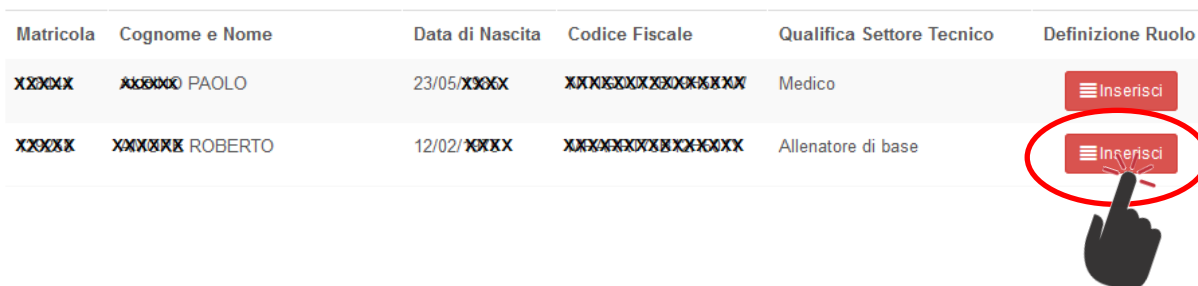 Matricola Cognome e Nome Data di Nascita Codice Fiscale Qualifica Settore Tecnico Definizione Ruolo
PAOLO 23/05/ Medico Inserisci
ROBERTO 12/02/ Allenatore di base Inserisci